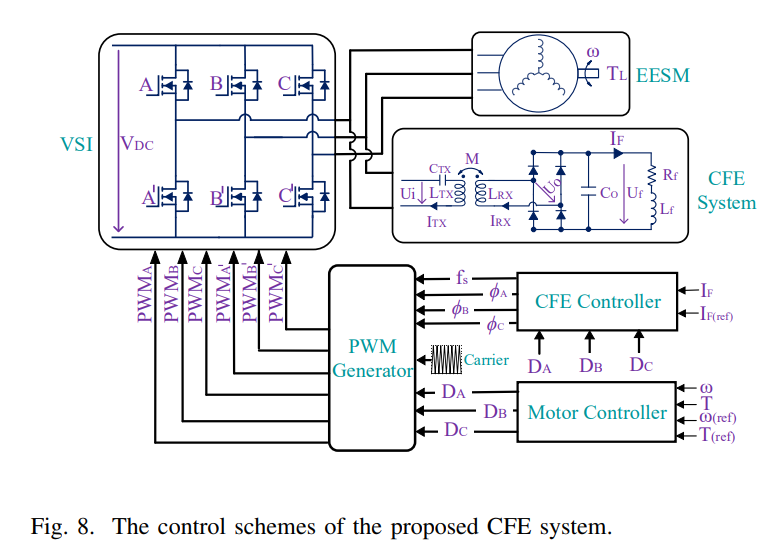 VSI
VDC
A
B
C
A'
B'
C'
ω
TL
EESM
CTX
M
Ui
LTX
LRX
ITX
IRX
Uo
IF
Co
Uf
Rf
Lf
CFE
System
PWMA
PWMB
PWMC
PWMA'
PWMB'
PWMC'
PWM
Generator
fs
ϕA
ϕB
ϕC
CFE Controller
IF
IF(ref)
Carrier
DA
DB
DC
DA
DB
DC
Motor Controller
ω
T
ω(ref)
T(ref)
Fig. 8. The control schemes of the proposed CFE system.